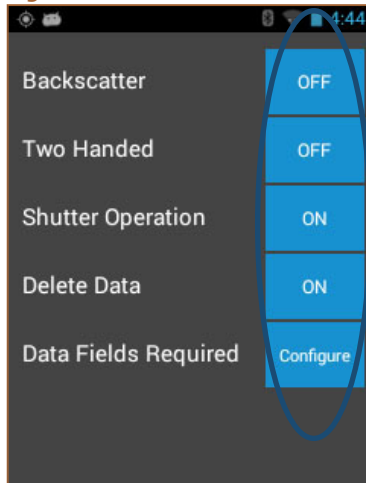 4:44
Backscatter OFF
Two Handed OFF
Shutter Operation ON
Delete Data ON
Data Fields Required Configure